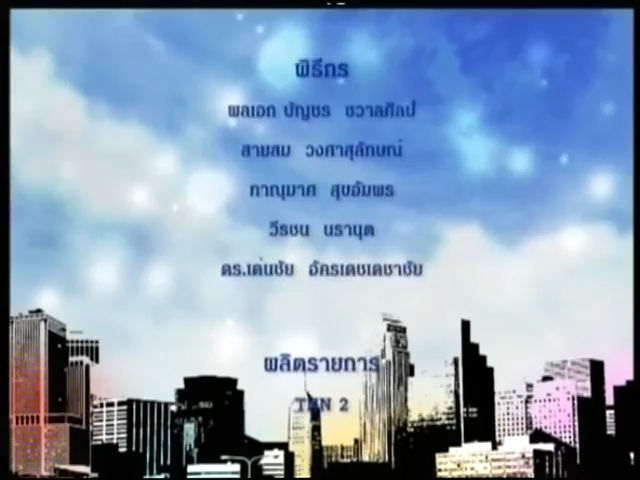 พิธีกร
พลเอก บัญชร ชวาลศิลป์
สายสม วงศาสุลักษณ์
ภาณุมาศ สุขอัมพร
วีรชน นรานุต
ดร.เด่นชัย อัครเดชเดชาชัย
ผลิตรายการ
TNN 2